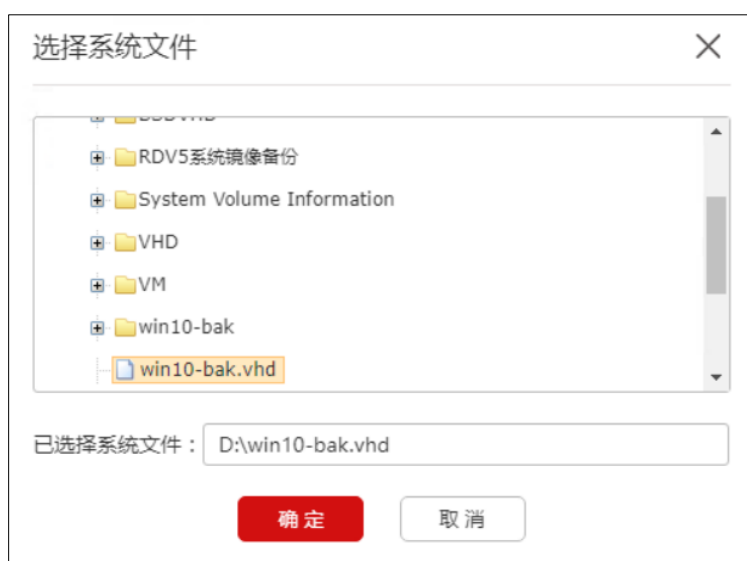 选择系统文件
RDV5系统镜像备份
System Volume Information
VHD
VM
win10-bak
win10-bak.vhd
已选择系统文件： D:\win10-bak.vhd
确定 取消